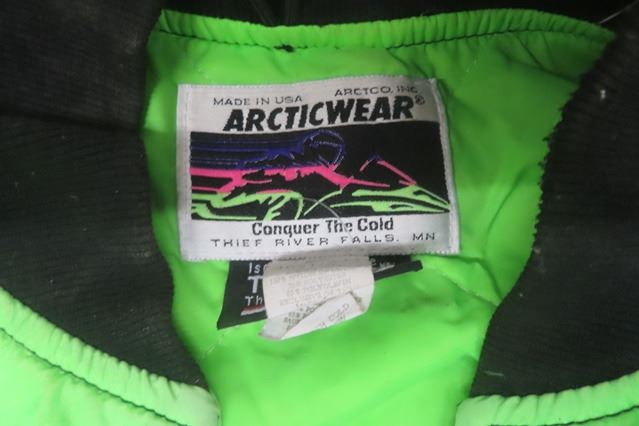 MADE IN USA ARCTCO, INC
ARCTICWEAR®
Conquer The Cold
THIEF RIVER FALLS, MN